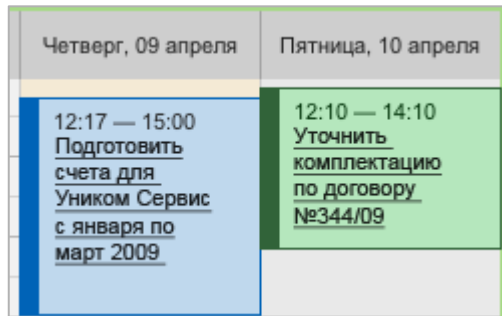 Четверг, 09 апреля
Пятница, 10 апреля
12:17 — 15:00
Подготовить
счета для
Уником Сервис
с января по
март 2009
12:10 — 14:10
Уточнить
комплектацию
по договору
№344/09